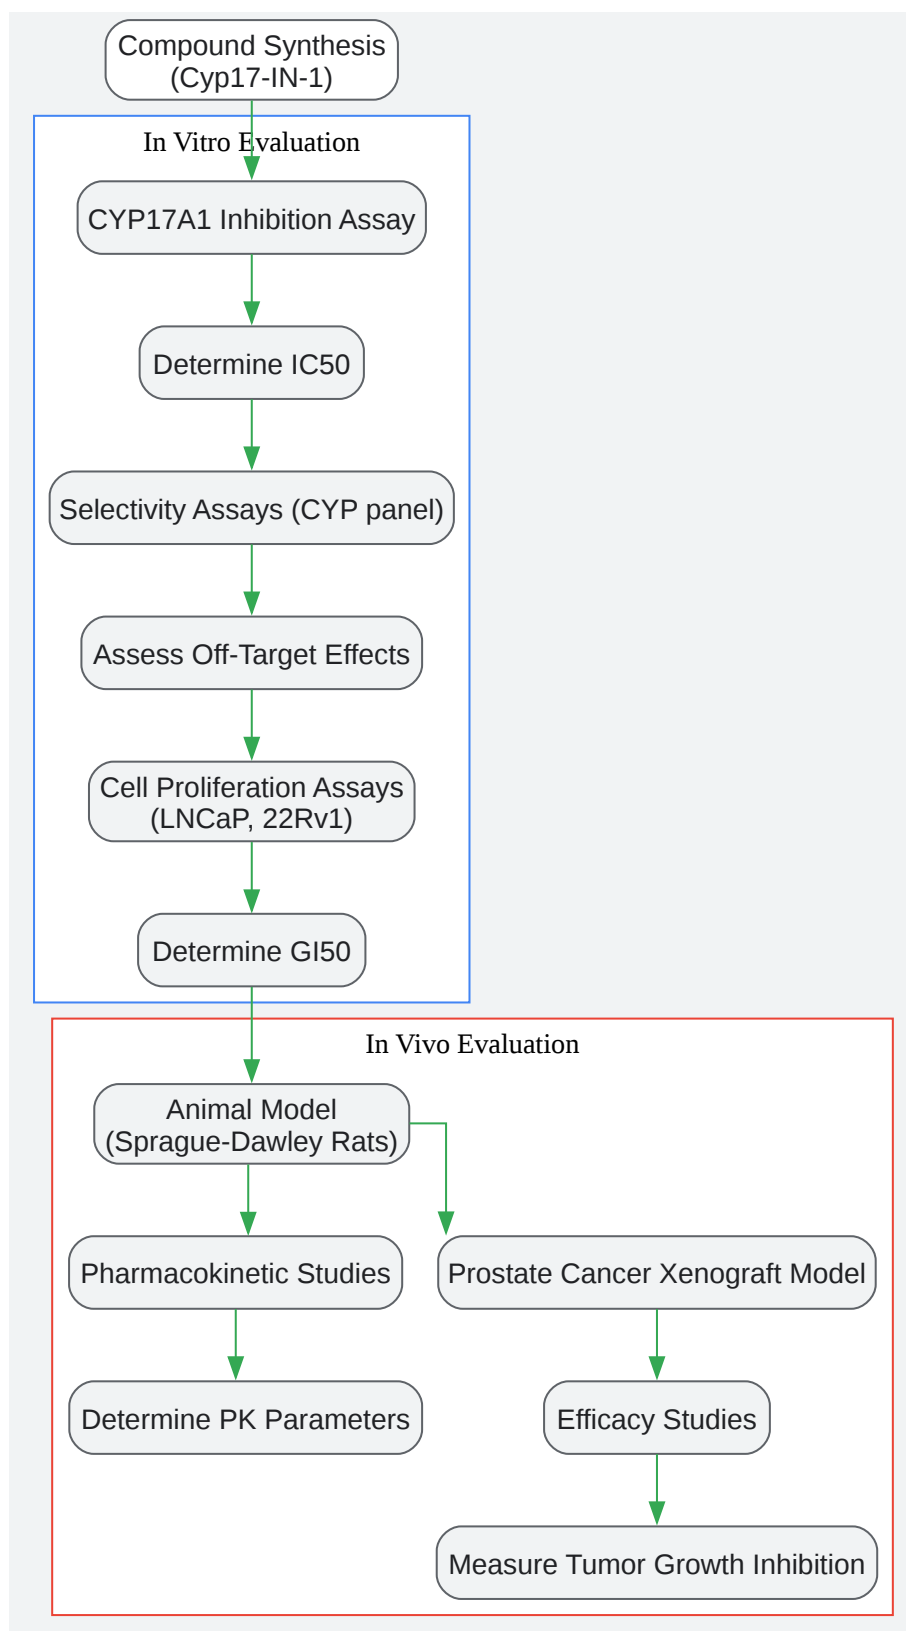 Compound Synthesis
(Cyp17-IN-1)
In Vitro Evaluation
CYP17A1 Inhibition Assay
Determine IC50
Selectivity Assays (CYP panel)
Assess Off-Target Effects
Cell Proliferation Assays
(LNCaP, 22Rv1)
Determine GI50
In Vivo Evaluation
Animal Model
(Sprague-Dawley Rats)
Pharmacokinetic Studies
Prostate Cancer Xenograft Model
Determine PK Parameters
Efficacy Studies
Measure Tumor Growth Inhibition